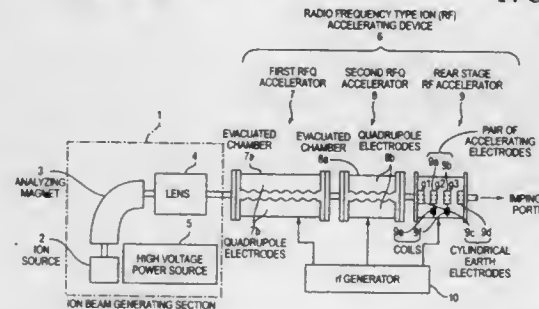 RADIO FREQUENCY TYPE ION (RF)
ACCELERATING DEVICE
6
FIRST RFQ
ACCELERATOR
7
SECOND RFQ
ACCELERATOR
8
REAR STAGE
RF ACCELERATOR
9
1
EVACUATED
CHAMBER
7a
EVACUATED
CHAMBER
8a
QUADRUPOLE
ELECTRODES
8b
PAIR OF
ACCELERATING
ELECTRODES
9a
9b
3 ANALYZING
MAGNET
4
LENS
g1 g2 g3
IMPING
PORTI
2 ION
SOURCE
5
HIGH VOLTAGE
POWER SOURCE
7b
QUADRUPOLE
ELECTRODES
9e
9f
COILS
9c
9d
CYLINDRICAL
EARTH
ELECTRODES
rf GENERATOR
10
ION BEAM GENERATING SECTION